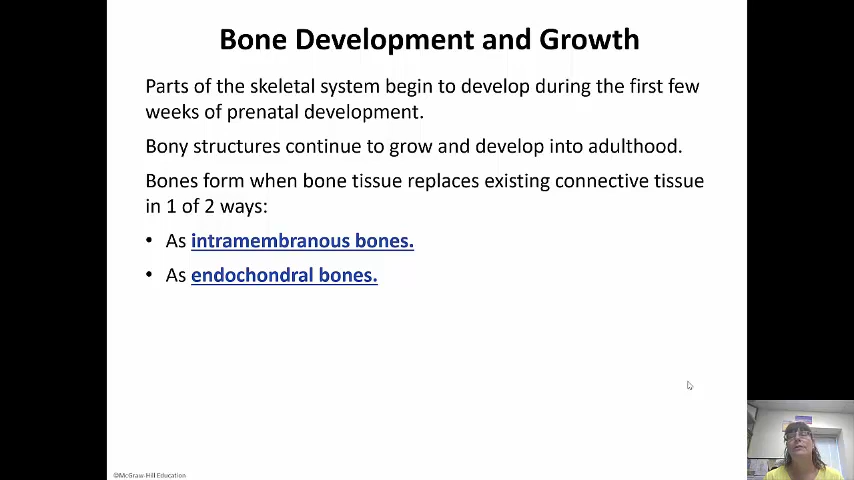 Bone Development and Growth
Parts of the skeletal system begin to develop during the first few
weeks of prenatal development.
Bony structures continue to grow and develop into adulthood.
Bones form when bone tissue replaces existing connective tissue
in 1 of 2 ways:
• As intramembranous bones.
• As endochondral bones.
©McGraw-Hill Education